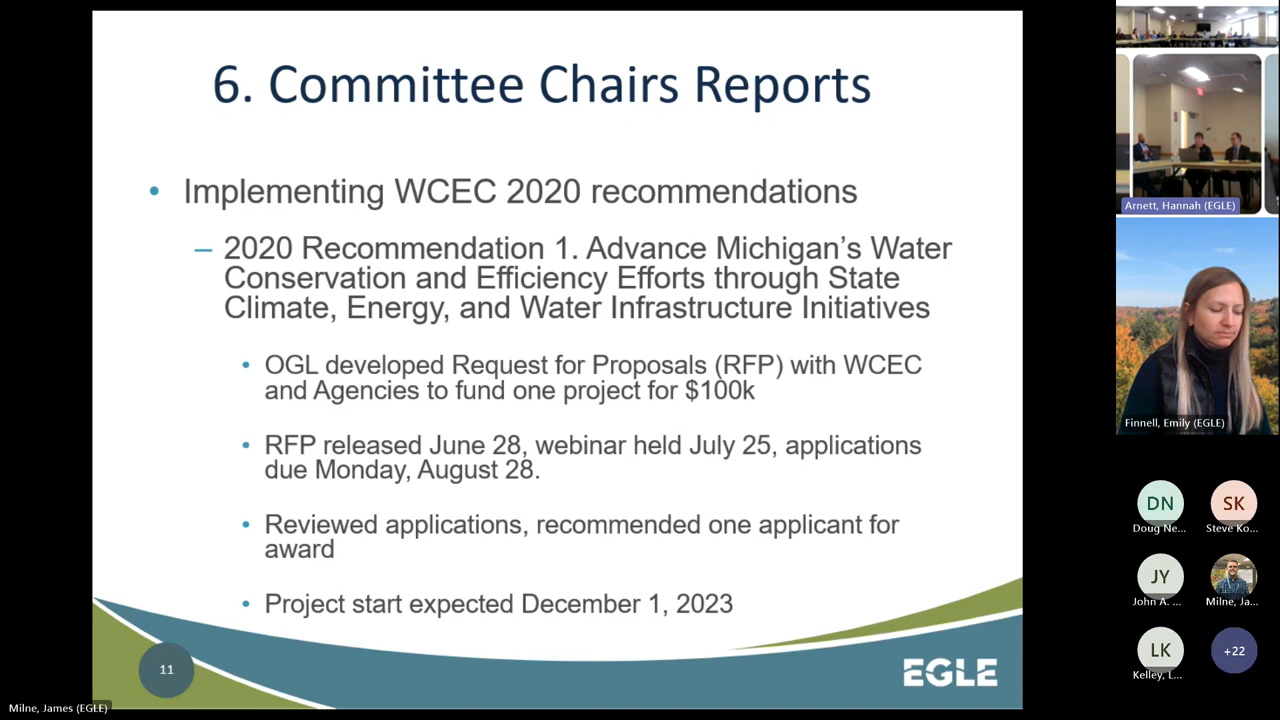 6. Committee Chairs Reports
• Implementing WCEC 2020 recommendations
– 2020 Recommendation 1. Advance Michigan’s Water
Conservation and Efficiency Efforts through State
Climate, Energy, and Water Infrastructure Initiatives
• OGL developed Request for Proposals (RFP) with WCEC
and Agencies to fund one project for $100k
• RFP released June 28, webinar held July 25, applications
due Monday, August 28.
• Reviewed applications, recommended one applicant for
award
• Project start expected December 1, 2023
11
EGLE
Milne, James (EGLE)
Arnett, Hannah (EGLE)
Finnell, Emily (EGLE)
DN
SK
Doug Ne...
Steve Ko...
JY
John A. ...
Milne, Ja...
LK
+22
Kelley, L...